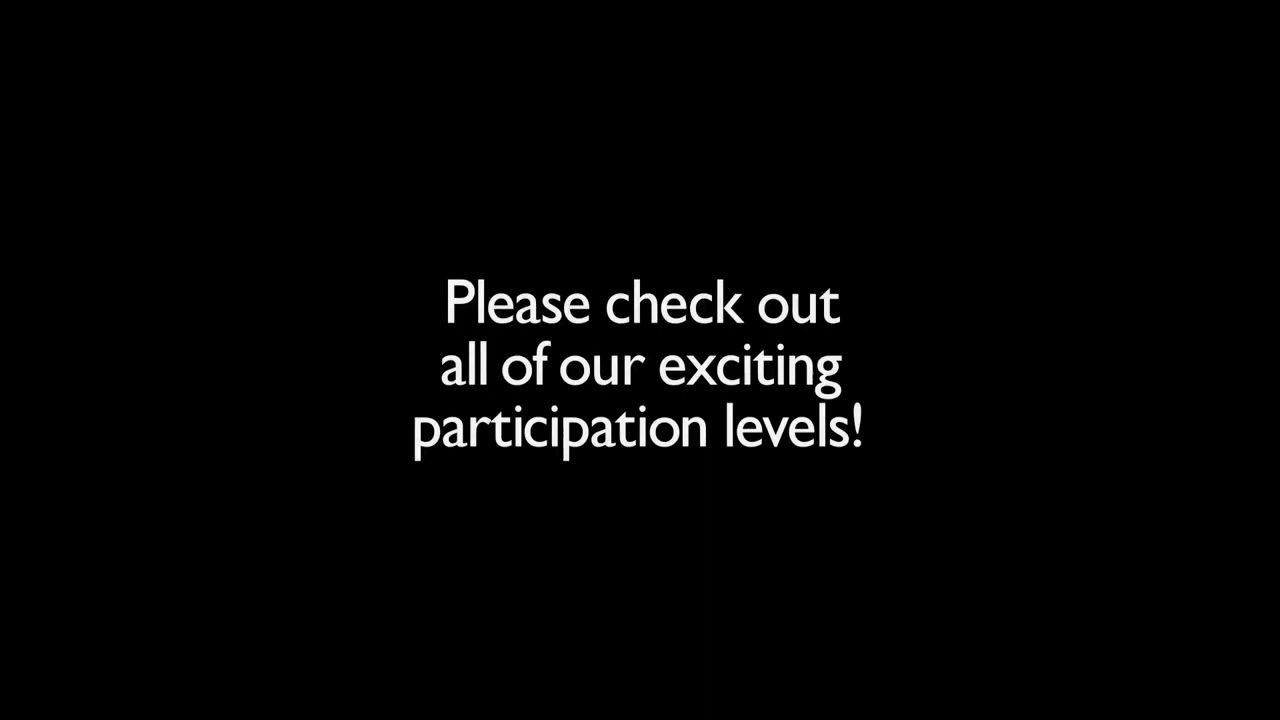 Please check out
all of our exciting
participation levels!